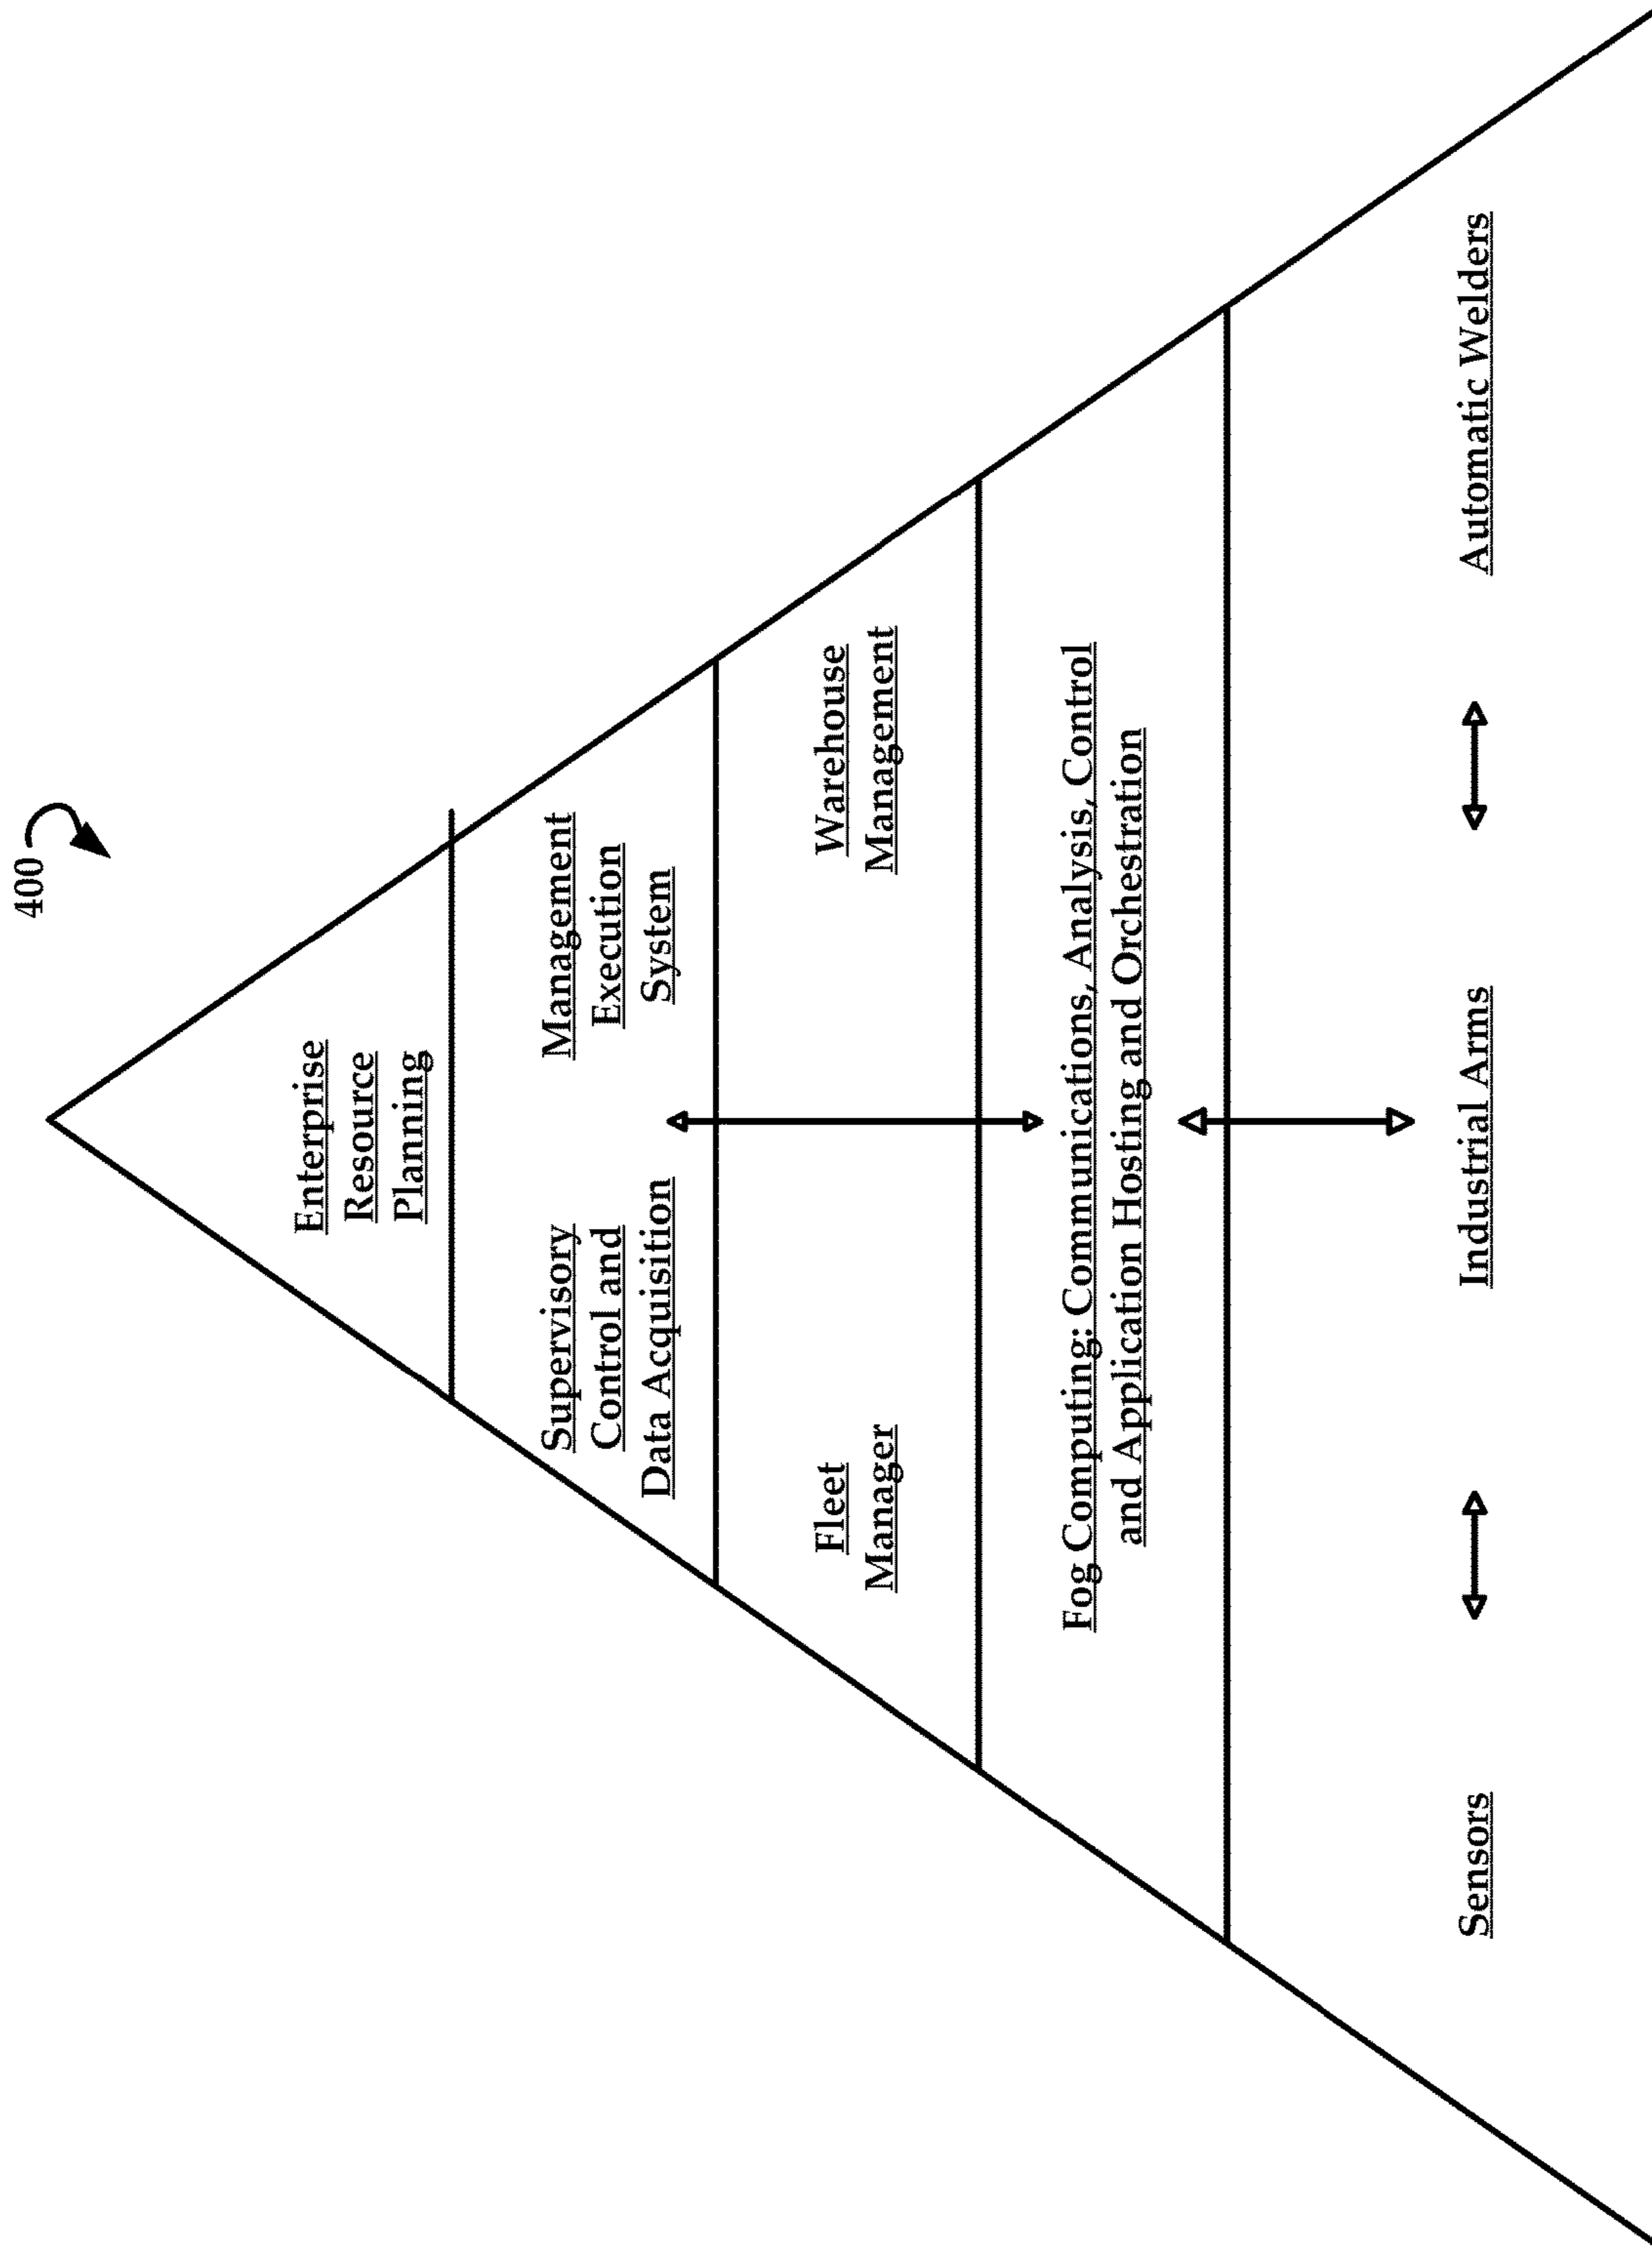 400
Enterprise
Resource
Planning
Supervisory
Control and
Data Acquisition
Management
Execution
System
Fleet
Manager
Warehouse
Management
Fog Computing: Communications, Analysis, Control
and Application Hosting and Orchestration
Sensors
Industrial Arms
Automatic Welders